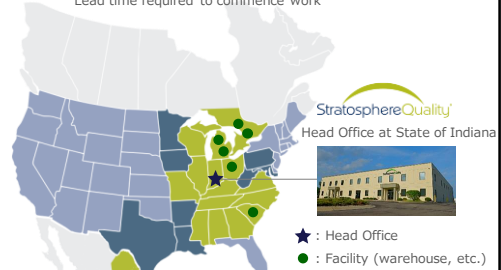 Lead time required to commence work
StratosphereQuality
Head Office at State of Indiana
: Head Office
: Facility (warehouse, etc.)